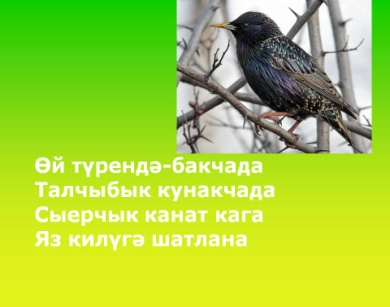 Өй түрендә-бакчада
Талчыбык кунакчада
Сыерчык канат кага
Яз килүгә шатлана